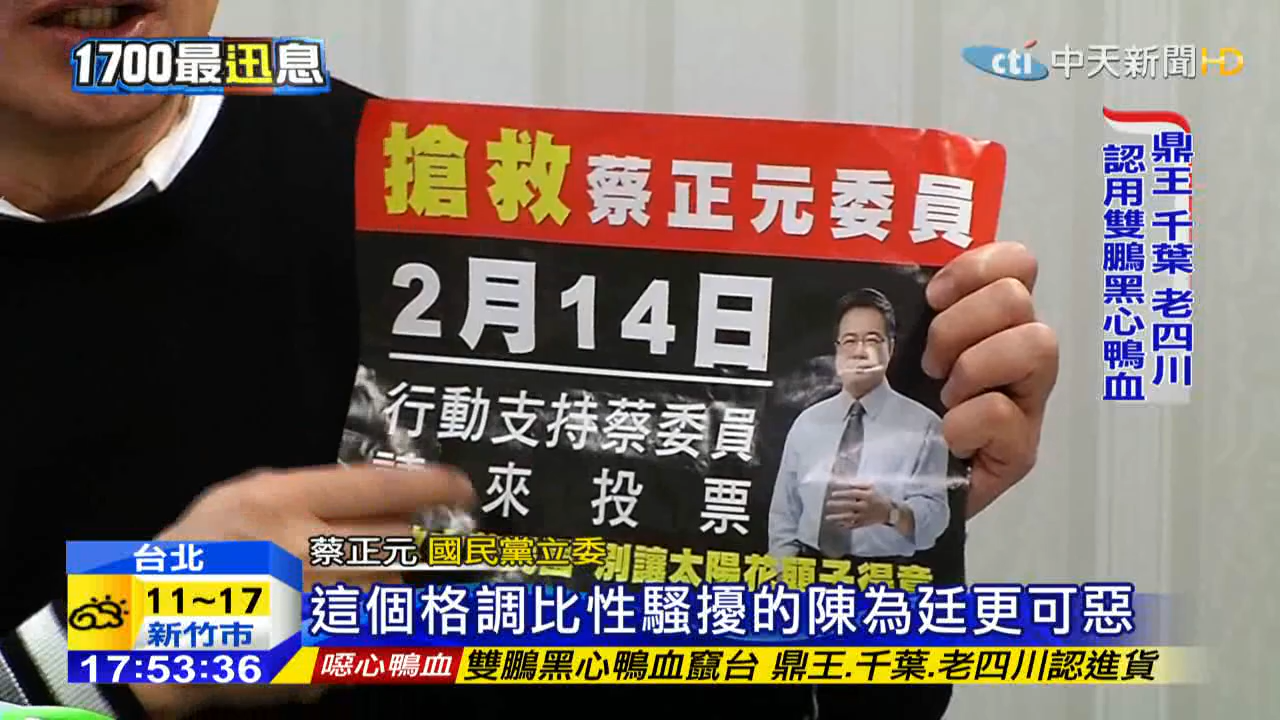 1700最迅息
cti 中天新聞HD
鼎王 千葉 老四川
認用雙鵬黑心鴨血
搶救蔡正元委員
2月14日
行動支持蔡委員
請來投票
別讓太陽花頭子得意
蔡正元 國民黨立委
這個格調比性騷擾的陳為廷更可惡
台北
11~17
新竹市
17:53:36
噁心鴨血 雙鵬黑心鴨血竄台 鼎王.千葉.老四川認進貨